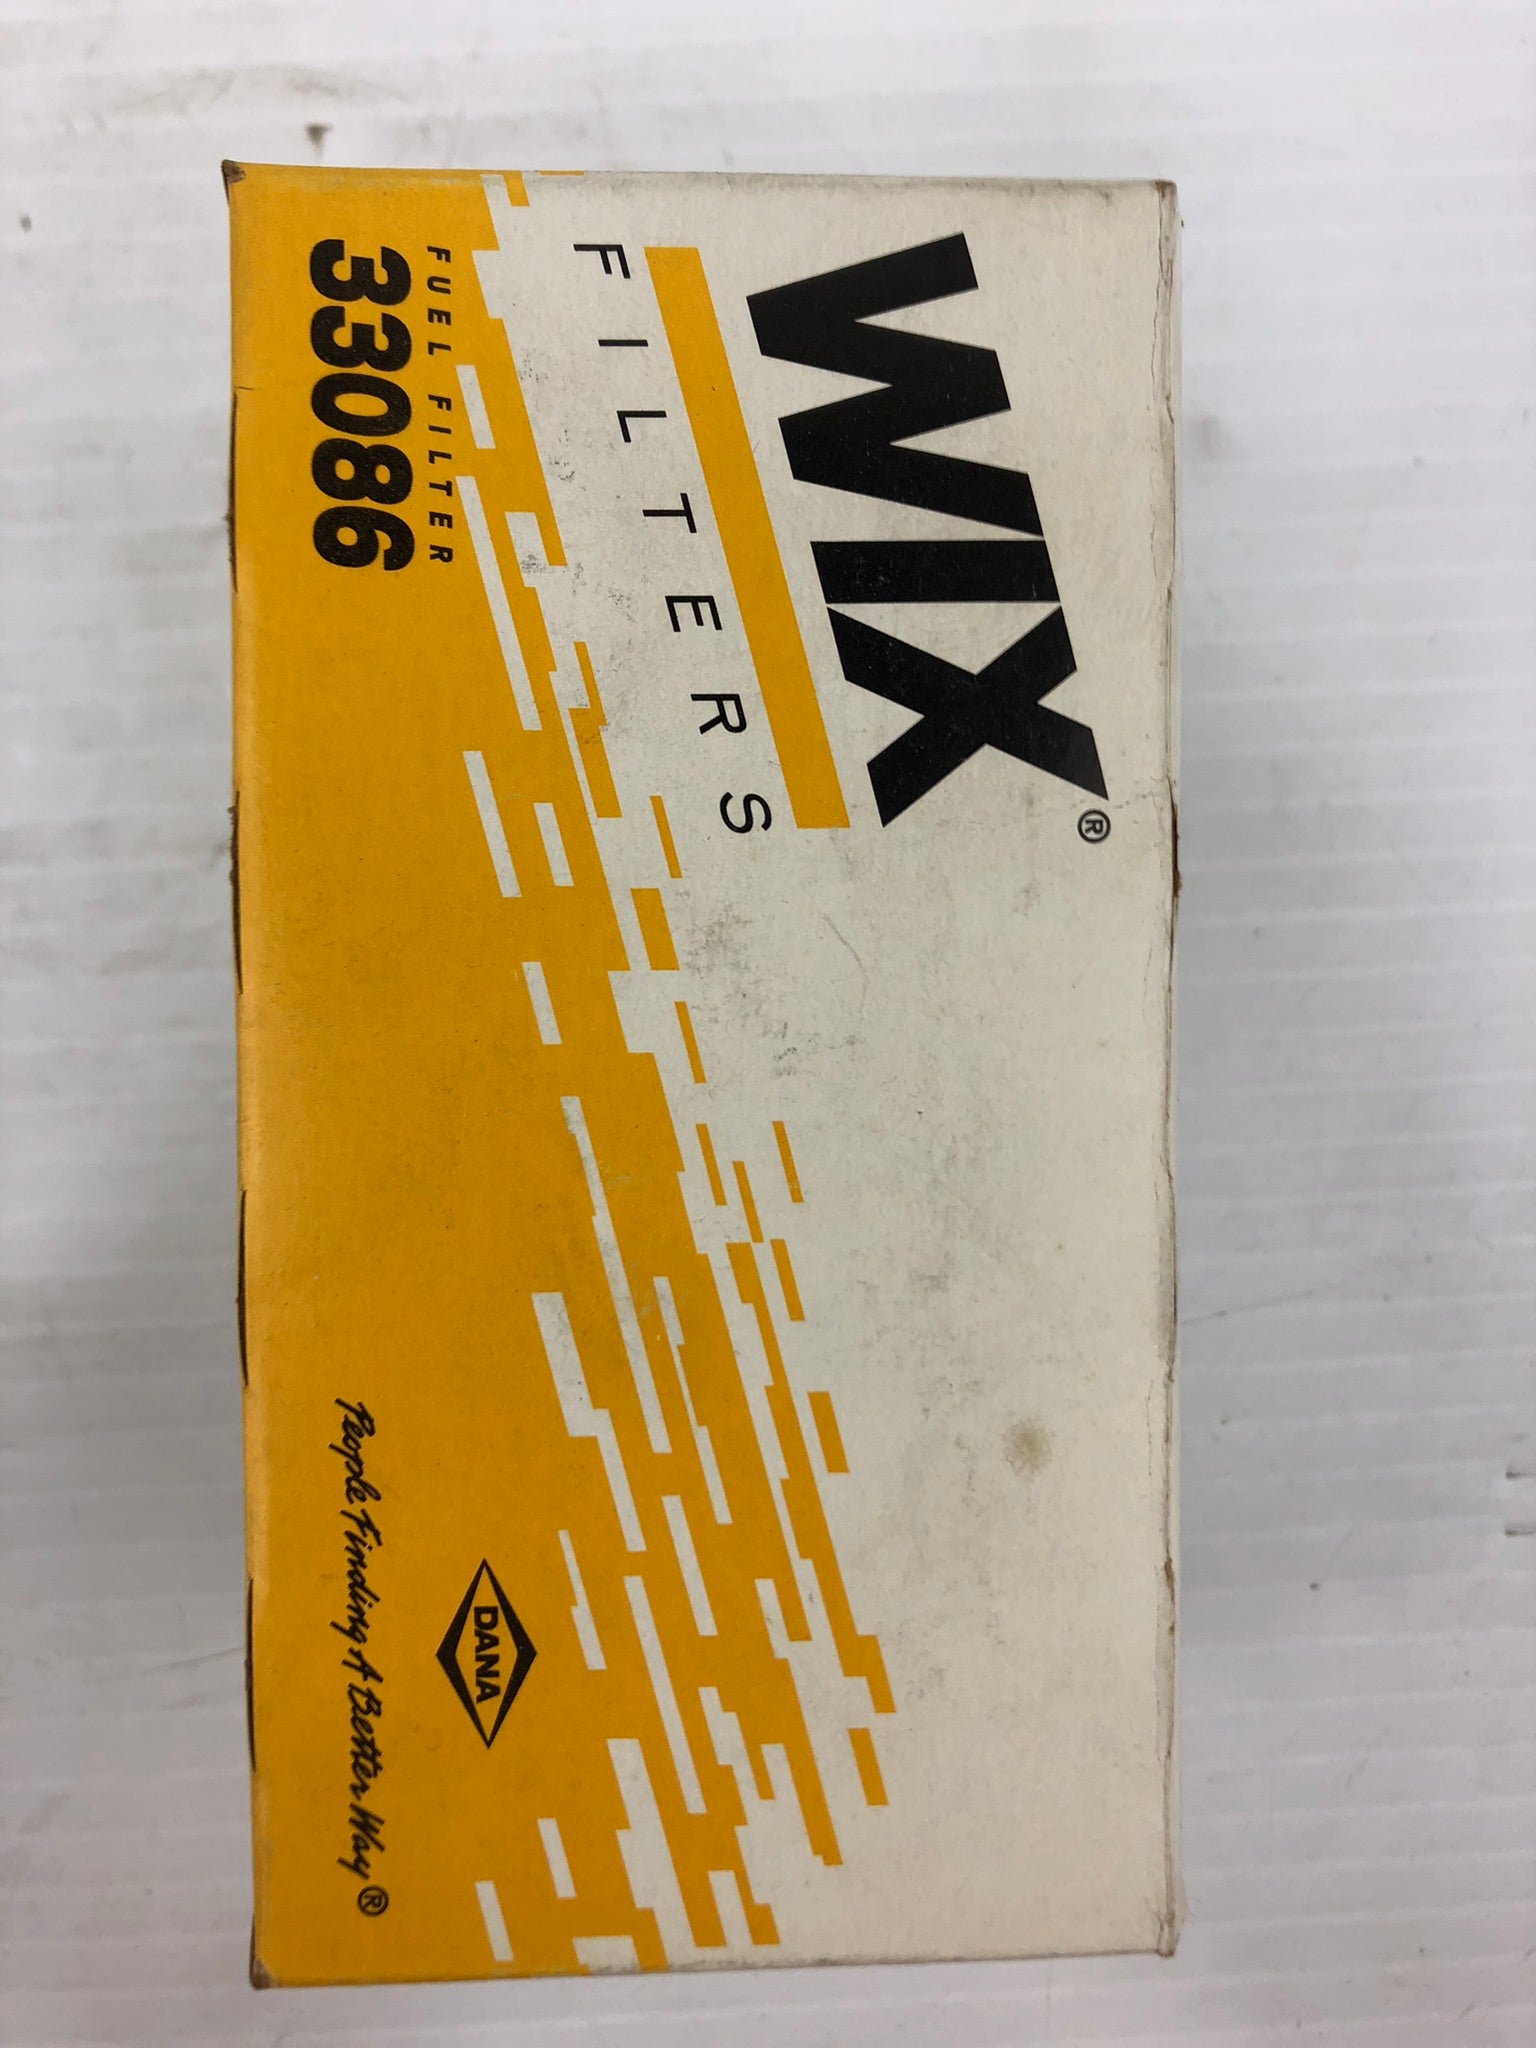 WIX®
FILTERS
FUEL FILTER
33086
DANA
People Finding A Better Way®